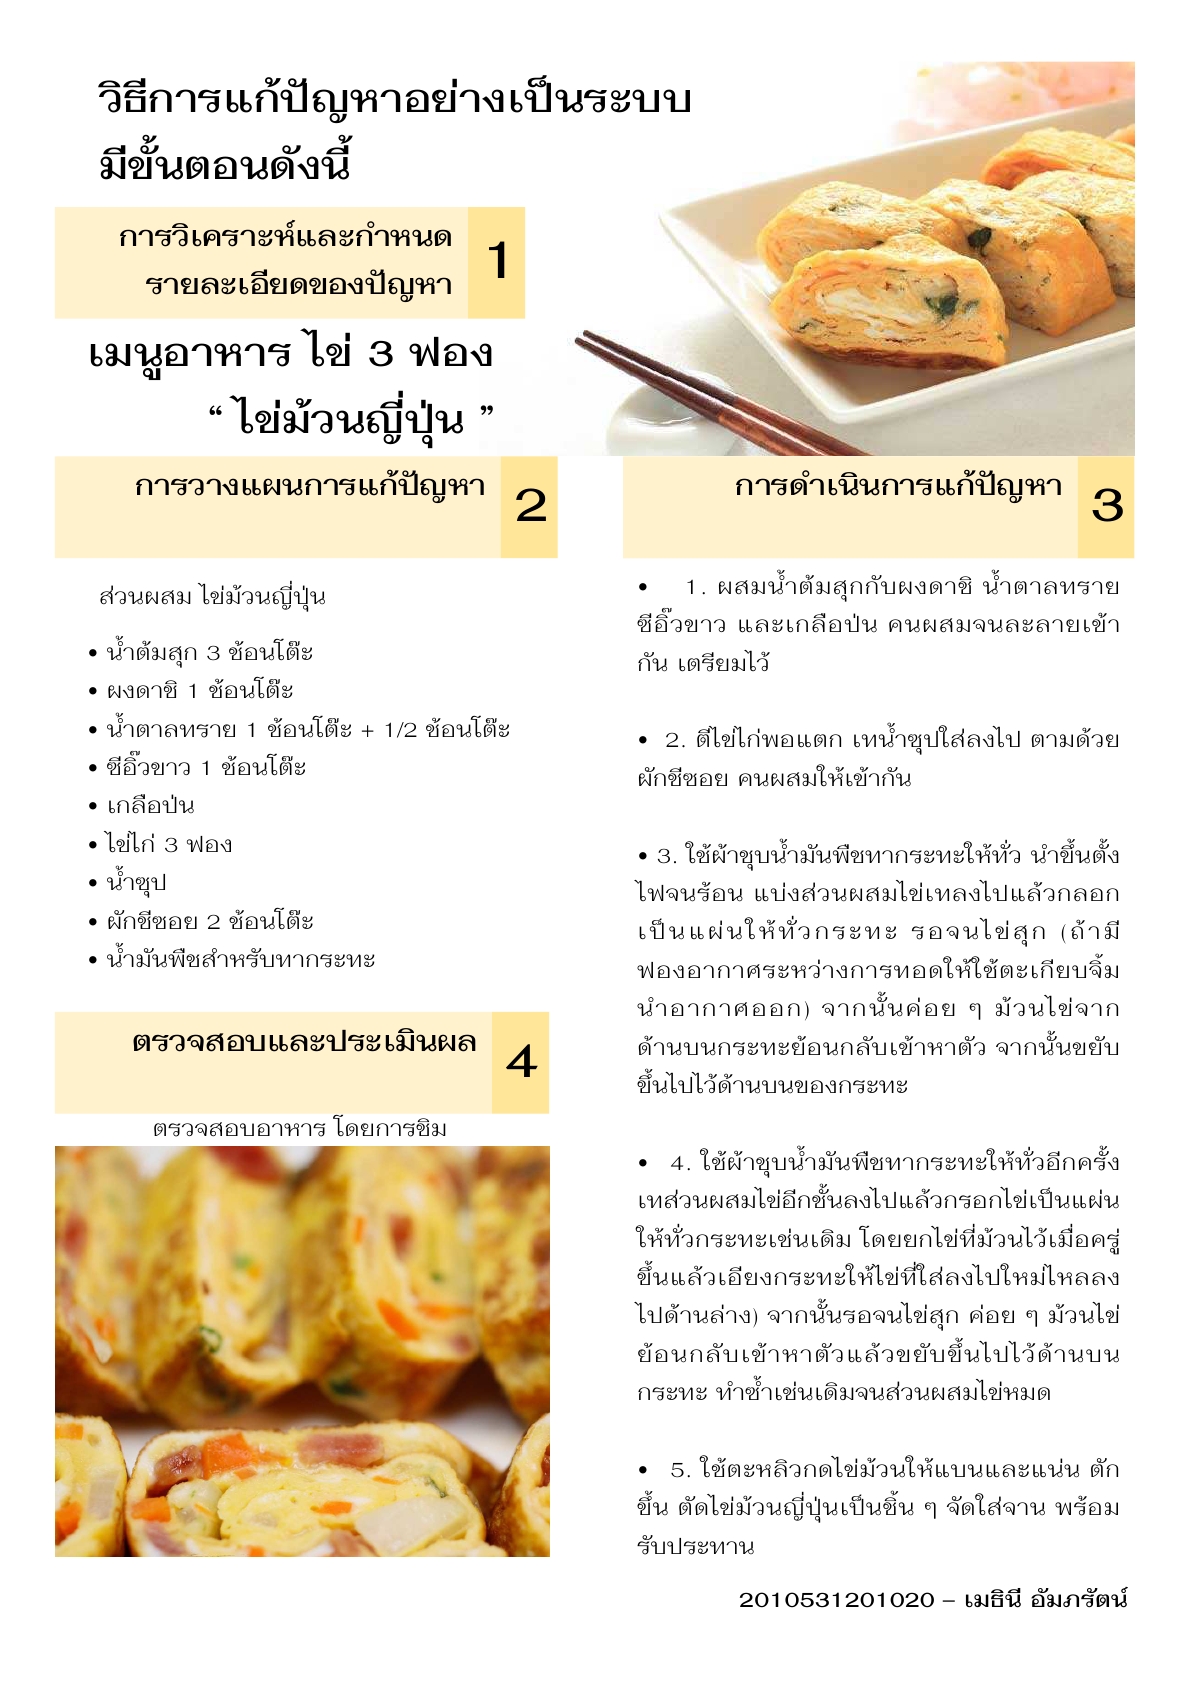 วิธีการแก้ปัญหาอย่างเป็นระบบ
มีขั้นตอนดังนี้
การวิเคราะห์และกำหนด
รายละเอียดของปัญหา
1
เมนูอาหาร ไข่ 3 ฟอง
“ ไข่ม้วนญี่ปุ่น ”
การวางแผนการแก้ปัญหา
2
ส่วนผสม ไข่ม้วนญี่ปุ่น
• น้ำต้มสุก 3 ช้อนโต๊ะ
• ผงดาชิ 1 ช้อนโต๊ะ
• น้ำตาลทราย 1 ช้อนโต๊ะ + 1/2 ช้อนโต๊ะ
• ซีอิ๊วขาว 1 ช้อนโต๊ะ
• เกลือป่น
• ไข่ไก่ 3 ฟอง
• น้ำซุป
• ผักชีซอย 2 ช้อนโต๊ะ
• น้ำมันพืชสำหรับทากระทะ
การดำเนินการแก้ปัญหา
3
• 1. ผสมน้ำต้มสุกกับผงดาชิ น้ำตาลทราย
ซีอิ๊วขาว และเกลือป่น คนผสมจนละลายเข้า
กัน เตรียมไว้
• 2. ตีไข่ไก่พอแตก เทน้ำซุปใส่ลงไป ตามด้วย
ผักชีซอย คนผสมให้เข้ากัน
• 3. ใช้ผ้าชุบน้ำมันพืชทากระทะให้ทั่ว นำขึ้นตั้ง
ไฟจนร้อน แบ่งส่วนผสมไข่เทลงไปแล้วกลอก
เป็นแผ่นให้ทั่วกระทะ รอจนไข่สุก (ถ้ามี
ฟองอากาศระหว่างการทอดให้ใช้ตะเกียบจิ้ม
นำอากาศออก) จากนั้นค่อย ๆ ม้วนไข่จาก
ด้านบนกระทะย้อนกลับเข้าหาตัว จากนั้นขยับ
ขึ้นไปไว้ด้านบนของกระทะ
• 4. ใช้ผ้าชุบน้ำมันพืชทากระทะให้ทั่วอีกครั้ง
เทส่วนผสมไข่อีกชั้นลงไปแล้วกรอกไข่เป็นแผ่น
ให้ทั่วกระทะเช่นเดิม โดยยกไข่ที่ม้วนไว้เมื่อครู่
ขึ้นแล้วเอียงกระทะให้ไข่ที่ใส่ลงไปใหม่ไหลลง
ไปด้านล่าง) จากนั้นรอจนไข่สุก ค่อย ๆ ม้วนไข่
ย้อนกลับเข้าหาตัวแล้วขยับขึ้นไปไว้ด้านบน
กระทะ ทำซ้ำเช่นเดิมจนส่วนผสมไข่หมด
• 5. ใช้ตะหลิวกดไข่ม้วนให้แบนและแน่น ตัก
ขึ้น ตัดไข่ม้วนญี่ปุ่นเป็นชิ้น ๆ จัดใส่จาน พร้อม
รับประทาน
ตรวจสอบและประเมินผล
4
ตรวจสอบอาหาร โดยการชิม
2010531201020 – เมธินี อัมภรัตน์